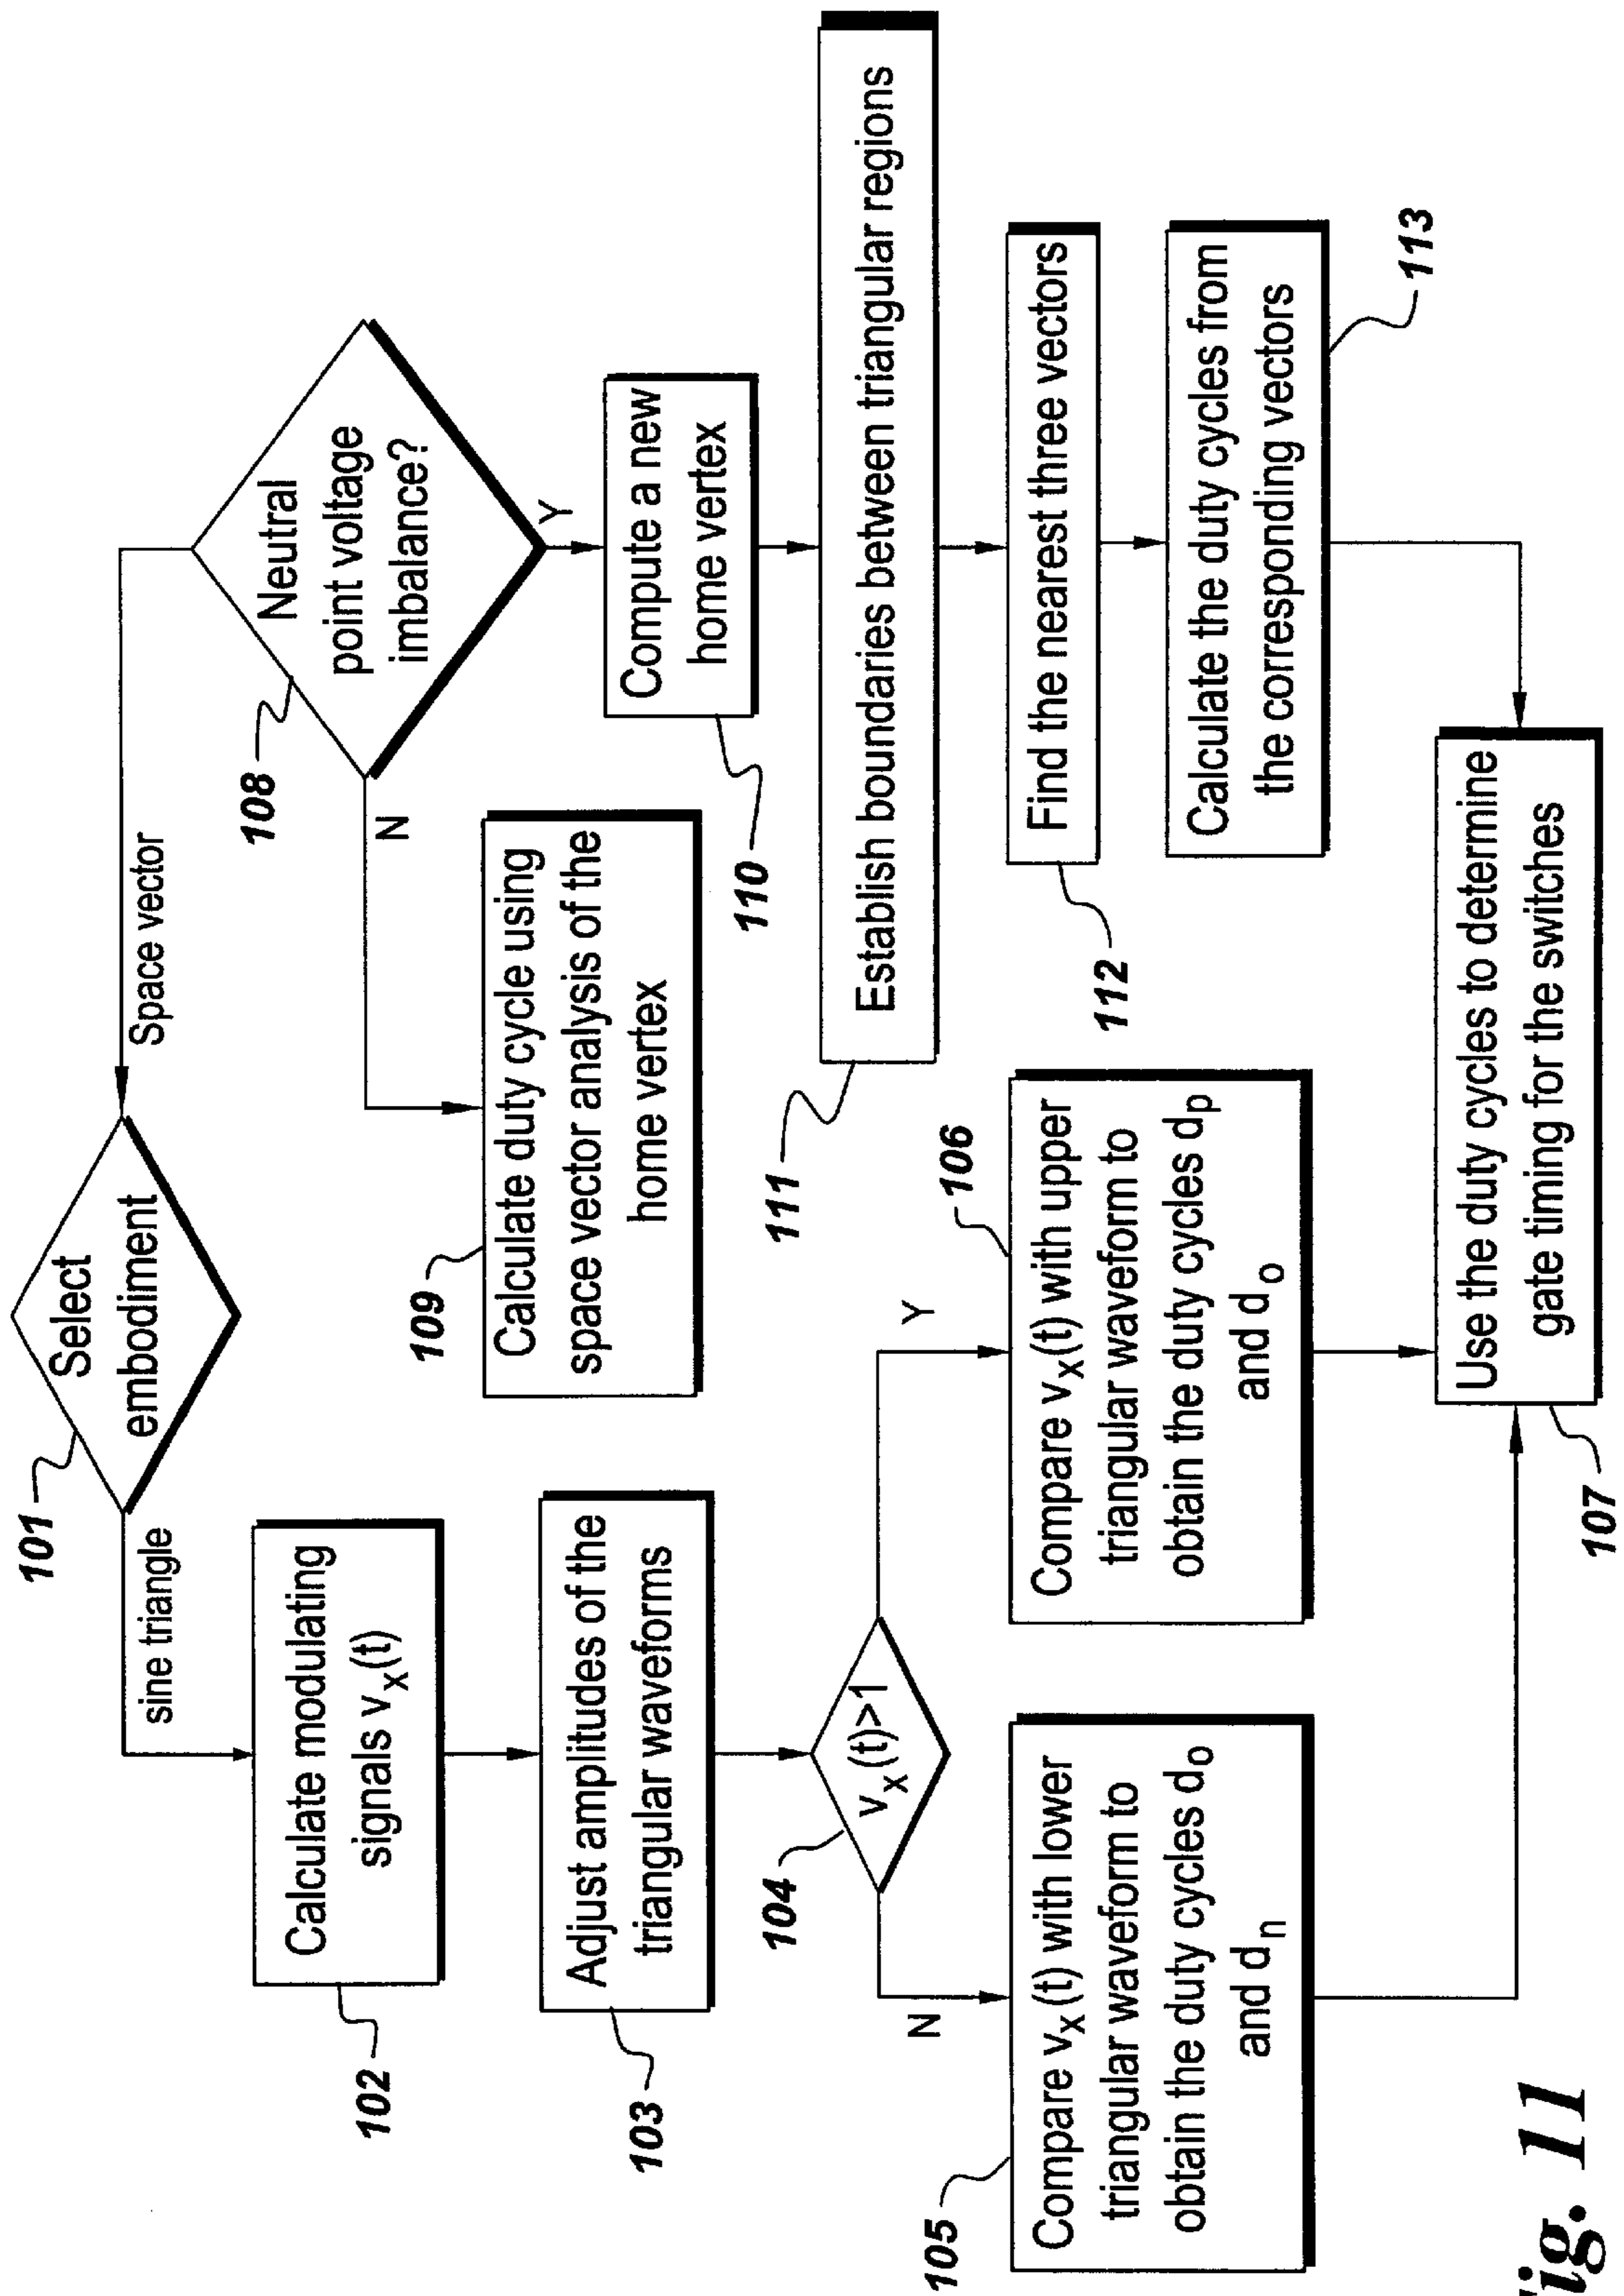 101
Select
embodiment
sine triangle
Space vector
102
Calculate modulating
signals vx(t)
103
Adjust amplitudes of the
triangular waveforms
104
vx(t)>1
N
Y
105
Compare vx(t) with lower
triangular waveform to
obtain the duty cycles do
and dn
106
Compare vx(t) with upper
triangular waveform to
obtain the duty cycles dp
and do
107
Use the duty cycles to determine
gate timing for the switches
108
Neutral
point voltage
imbalance?
N
Y
109
Calculate duty cycle using
space vector analysis of the
home vertex
110
Compute a new
home vertex
111
Establish boundaries between triangular regions
112
Find the nearest three vectors
113
Calculate the duty cycles from
the corresponding vectors
ig. 11